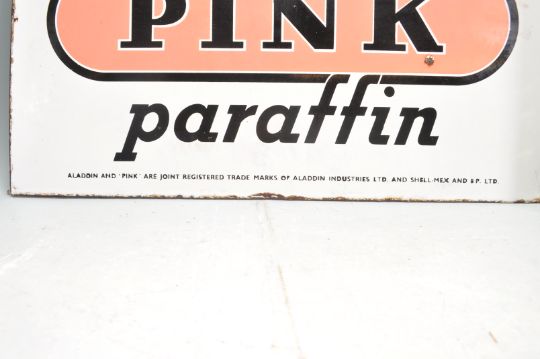 PINK
paraffin
ALADDIN AND 'PINK' ARE JOINT REGISTERED TRADE MARKS OF ALADDIN INDUSTRIES LTD. AND SHELL-MEX AND B.P. LTD.